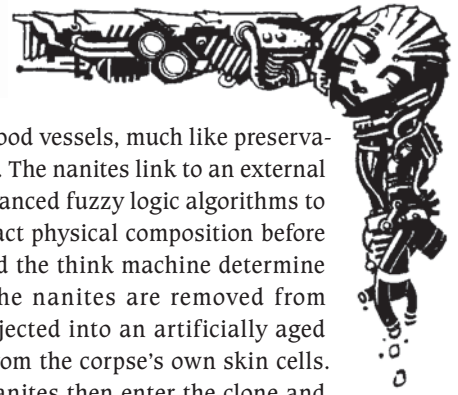 ood vessels, much like preserva-
. The nanites link to an external
anced fuzzy logic algorithms to
act physical composition before
d the think machine determine
he nanites are removed from
jected into an artificially aged
om the corpse's own skin cells.
anites then enter the clone and